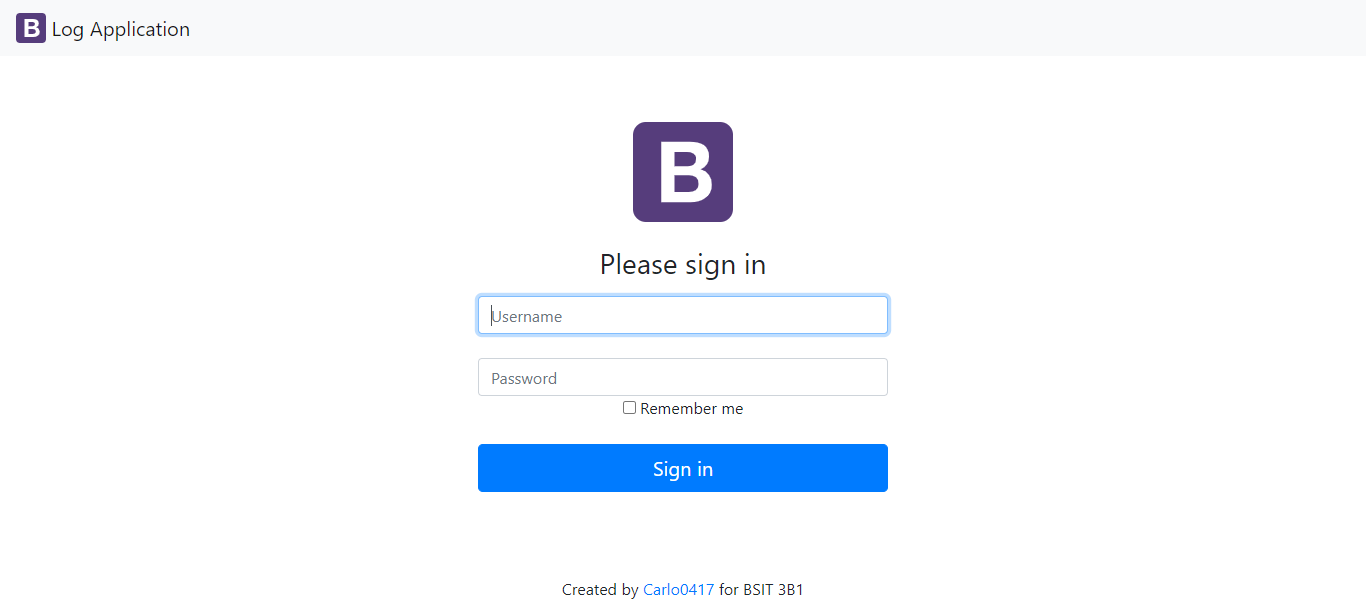 B Log Application
B
Please sign in
Username
Password
Remember me
Sign in
Created by Carlo0417 for BSIT 3B1